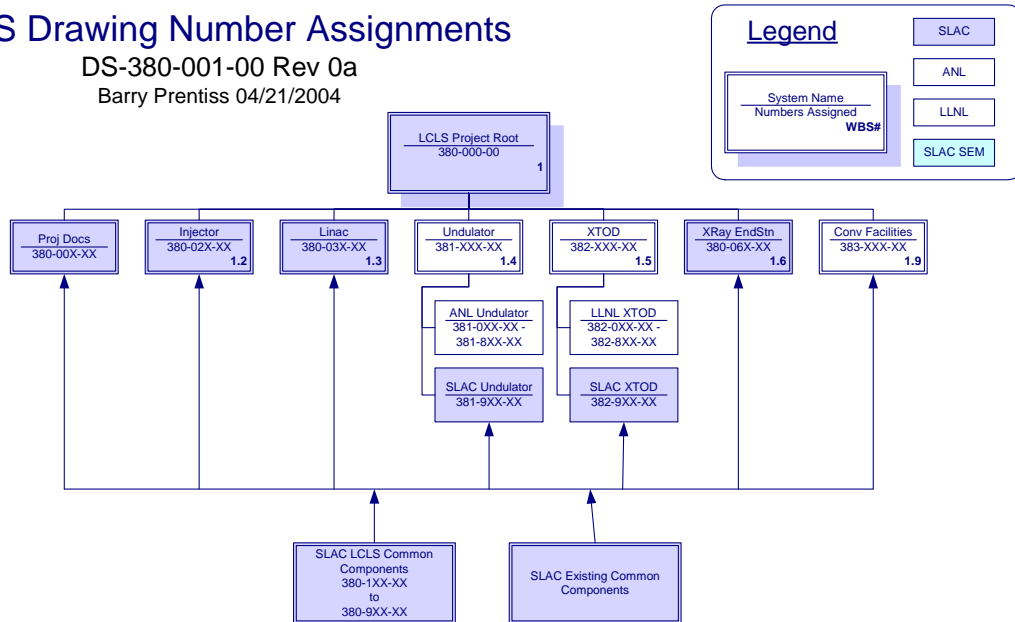 S Drawing Number Assignments
DS-380-001-00 Rev 0a
Barry Prentiss 04/21/2004
Legend
System Name
Numbers Assigned
WBS#
SLAC
ANL
LLNL
SLAC SEM
LCLS Project Root
380-000-00
1
Proj Docs
380-00X-XX
Injector
380-02X-XX
1.2
Linac
380-03X-XX
1.3
Undulator
381-XXX-XX
1.4
XTOD
382-XXX-XX
1.5
XRay EndStn
380-06X-XX
1.6
Conv Facilities
383-XXX-XX
1.9
ANL Undulator
381-0XX-XX -
381-8XX-XX
LLNL XTOD
382-0XX-XX -
382-8XX-XX
SLAC Undulator
381-9XX-XX
SLAC XTOD
382-9XX-XX
SLAC LCLS Common
Components
380-1XX-XX
to
380-9XX-XX
SLAC Existing Common
Components